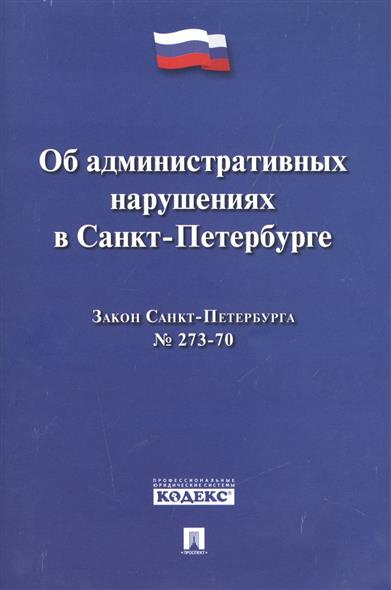 Об административных
нарушениях
в Санкт-Петербурге
Закон Санкт-Петербурга
№ 273-70
ПРОФЕССИОНАЛЬНЫЕ
ЮРИДИЧЕСКИЕ СИСТЕМЫ
КОДЕКС®
•ПРОСПЕКТ•